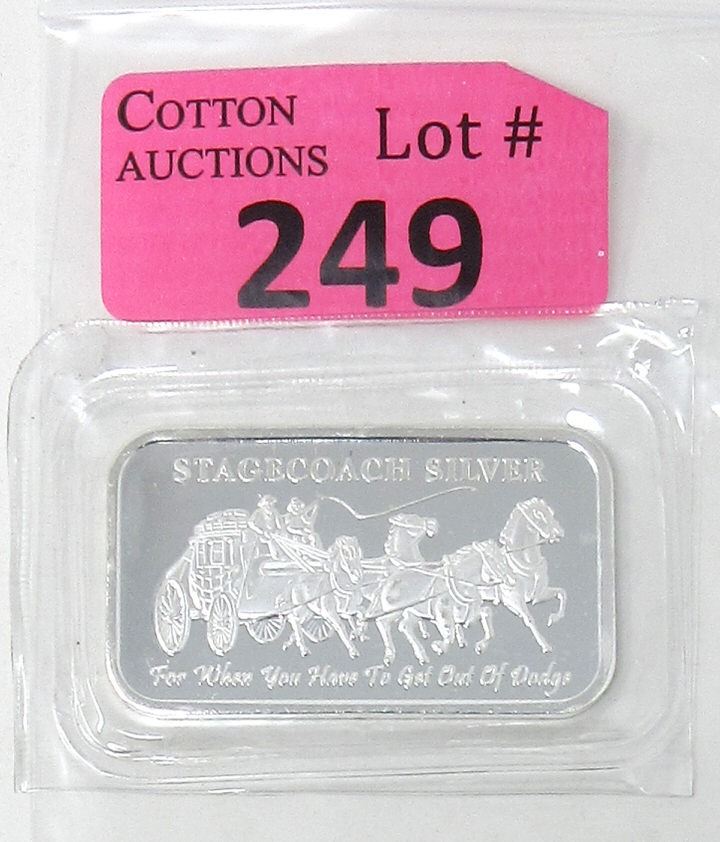 COTTON
AUCTIONS
Lot #
249
STAGECOACH SILVER
For When You Have To Get Out Of Dodge